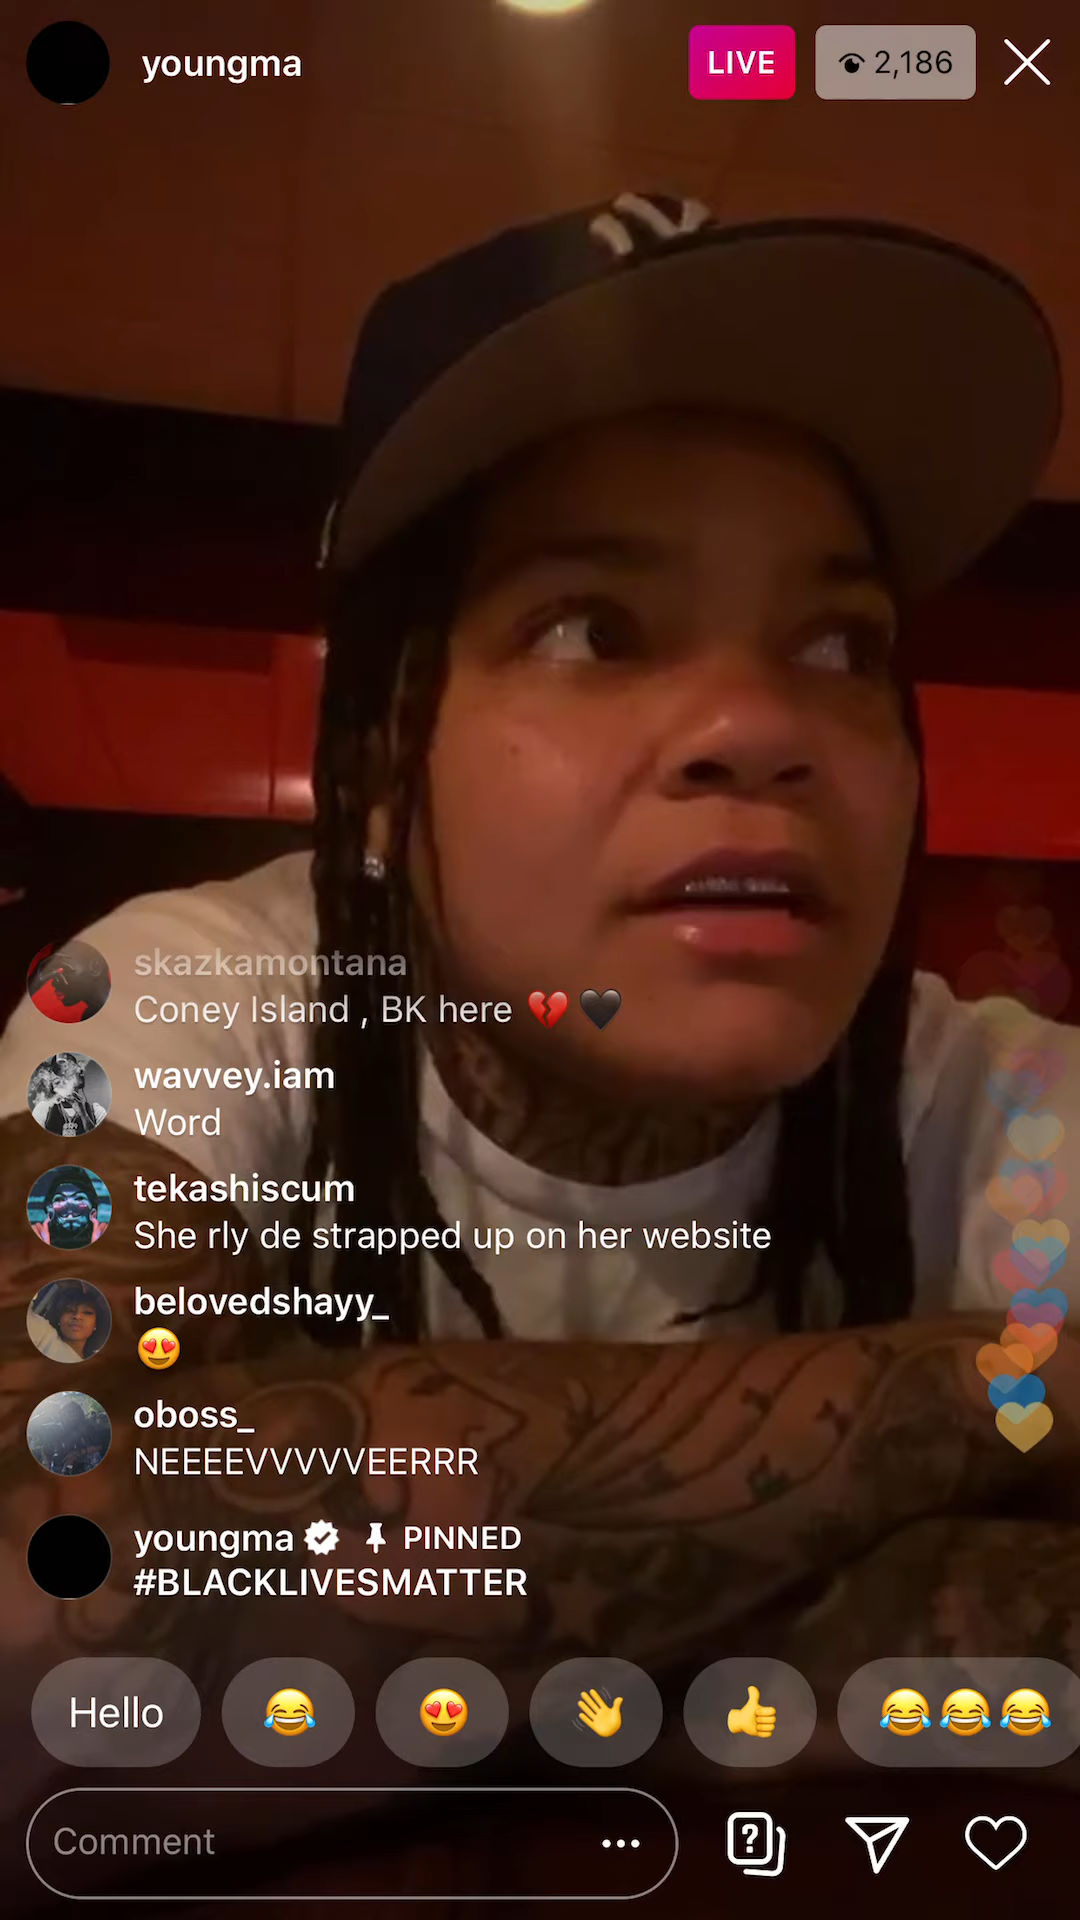 youngma
LIVE
2,186
NY
skazkamontana
Coney Island , BK here 💔🖤
wavvey.iam
Word
tekashiscum
She rly de strapped up on her website
belovedshayy_
😍
oboss_
NEEEEVVVVVEERRR
youngma PINNED
#BLACKLIVESMATTER
Hello 😂 😍 👋 👍 😂😂😂
Comment